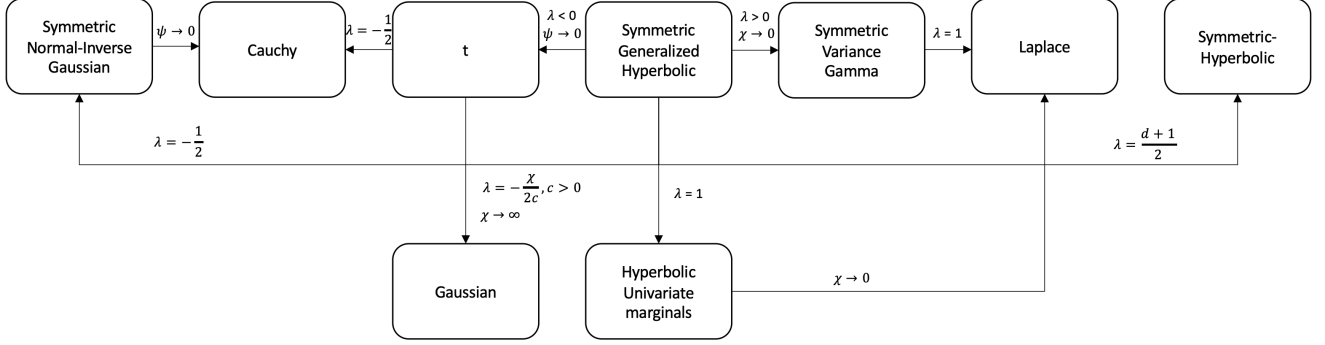 Symmetric
Normal-Inverse
Gaussian
ψ → 0
Cauchy
λ = −1/2
t
λ < 0
ψ → 0
Symmetric
Generalized
Hyperbolic
λ > 0
χ → 0
Symmetric
Variance
Gamma
λ = 1
Laplace
Symmetric-
Hyperbolic
λ = −1/2
λ = (d + 1)/2
λ = −χ/2c, c > 0
χ → ∞
λ = 1
Gaussian
Hyperbolic
Univariate
marginals
χ → 0